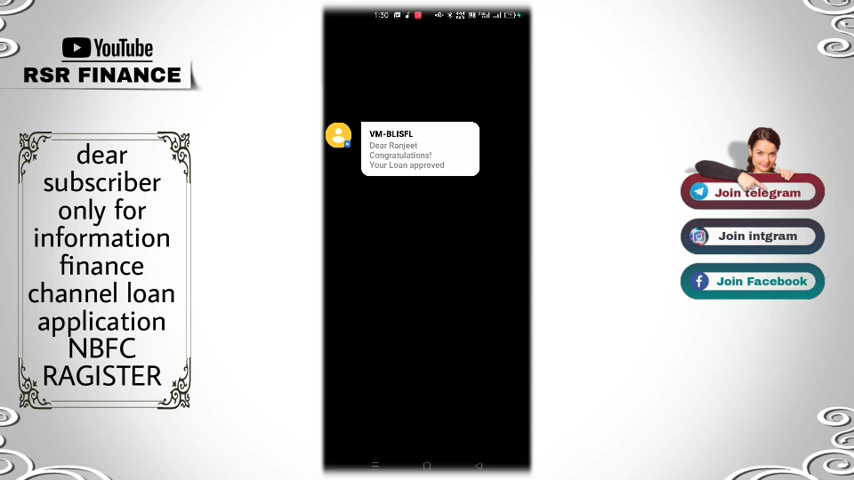 YouTube
RSR FINANCE
dear
subscriber
only for
information
finance
channel loan
application
NBFC
RAGISTER
1:30
VM-BLISFL
Dear Ranjeet
Congratulations!
Your Loan approved
Join telegram
Join intgram
Join Facebook